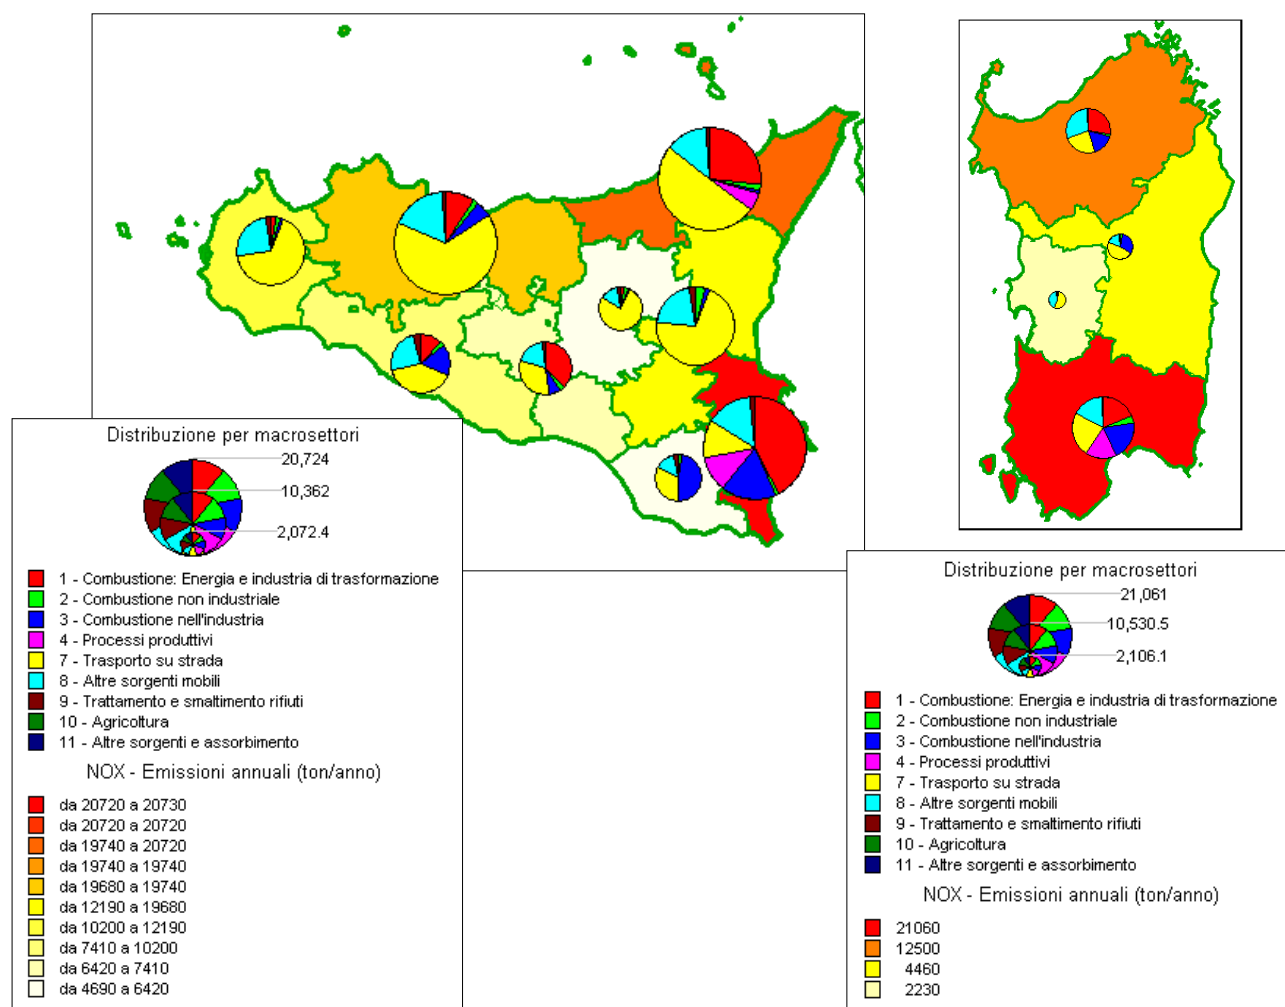 Distribuzione per macrosettori
20,724
10,362
2,072.4
1 - Combustione: Energia e industria di trasformazione
2 - Combustione non industriale
3 - Combustione nell'industria
4 - Processi produttivi
7 - Trasporto su strada
8 - Altre sorgenti mobili
9 - Trattamento e smaltimento rifiuti
10 - Agricoltura
11 - Altre sorgenti e assorbimento
NOX - Emissioni annuali (ton/anno)
da 20720 a 20730
da 20720 a 20720
da 19740 a 20720
da 19740 a 19740
da 19680 a 19740
da 12190 a 19680
da 10200 a 12190
da 7410 a 10200
da 6420 a 7410
da 4690 a 6420
Distribuzione per macrosettori
21,061
10,530.5
2,106.1
1 - Combustione: Energia e industria di trasformazione
2 - Combustione non industriale
3 - Combustione nell'industria
4 - Processi produttivi
7 - Trasporto su strada
8 - Altre sorgenti mobili
9 - Trattamento e smaltimento rifiuti
10 - Agricoltura
11 - Altre sorgenti e assorbimento
NOX - Emissioni annuali (ton/anno)
21060
12500
4460
2230